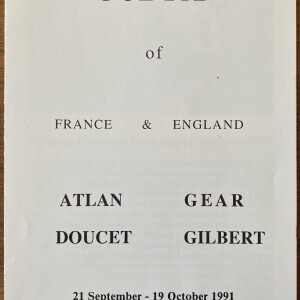 of
FRANCE & ENGLAND
ATLAN GEAR
DOUCET GILBERT
21 September - 19 October 1991